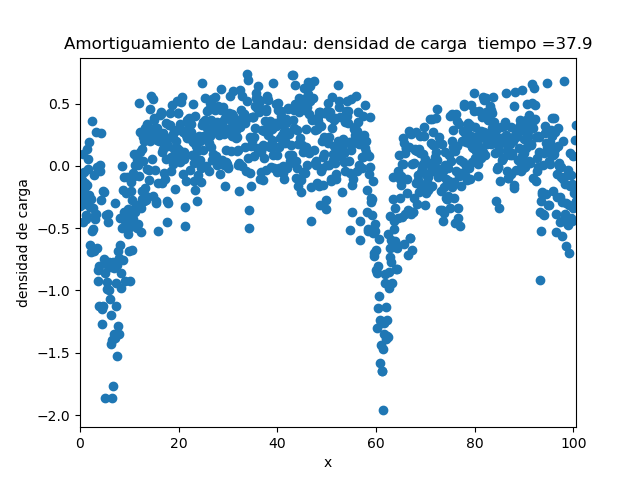 Amortiguamiento de Landau: densidad de carga  tiempo =37.9
densidad de carga
0.5
0.0
−0.5
−1.0
−1.5
−2.0
0 20 40 60 80 100
x